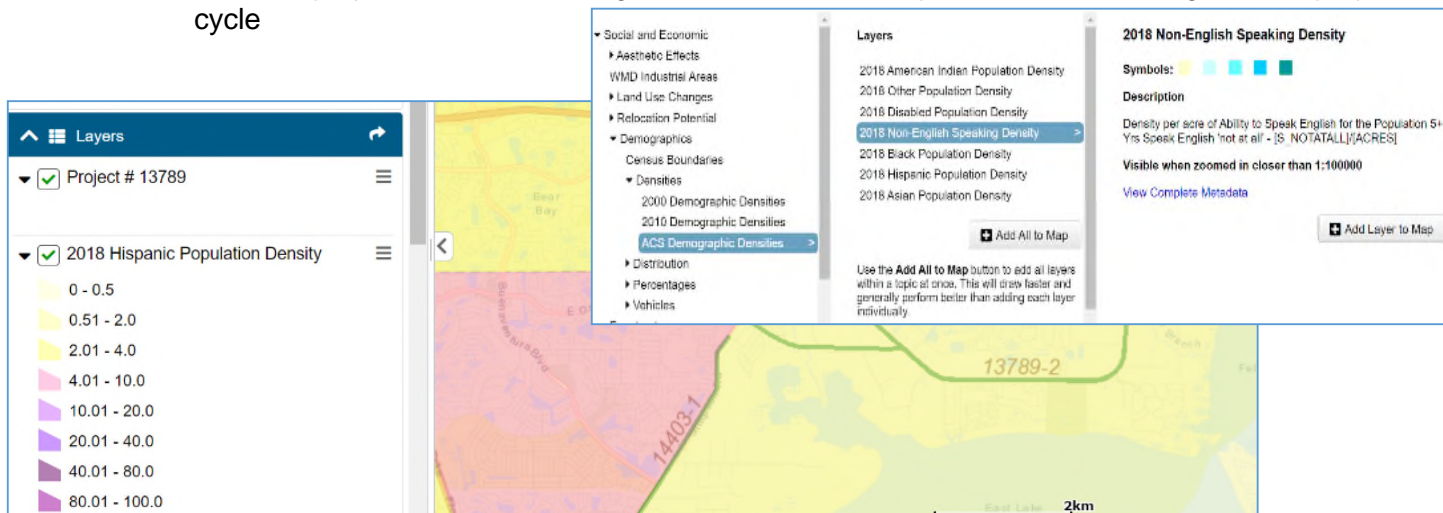 cycle
Layers
Project # 13789
2018 Hispanic Population Density
0 - 0.5
0.51 - 2.0
2.01 - 4.0
4.01 - 10.0
10.01 - 20.0
20.01 - 40.0
40.01 - 80.0
80.01 - 100.0
Bear
Bay
Buenaventura Blvd
14403-1
13789-2
East Lake
2km
Social and Economic
Aesthetic Effects
WMD Industrial Areas
Land Use Changes
Relocation Potential
Demographics
Census Boundaries
Densities
2000 Demographic Densities
2010 Demographic Densities
ACS Demographic Densities >
Distribution
Percentages
Vehicles
Layers
2018 American Indian Population Density
2018 Other Population Density
2018 Disabled Population Density
2018 Non-English Speaking Density >
2018 Black Population Density
2018 Hispanic Population Density
2018 Asian Population Density
Add All to Map
Use the Add All to Map button to add all layers
within a topic at once. This will draw faster and
generally perform better than adding each layer
individually.
2018 Non-English Speaking Density
Symbols:
Description
Density per acre of Ability to Speak English for the Population 5+
Yrs Speak English 'not at all' - [S_NOTATALL]/[ACRES]
Visible when zoomed in closer than 1:100000
View Complete Metadata
Add Layer to Map